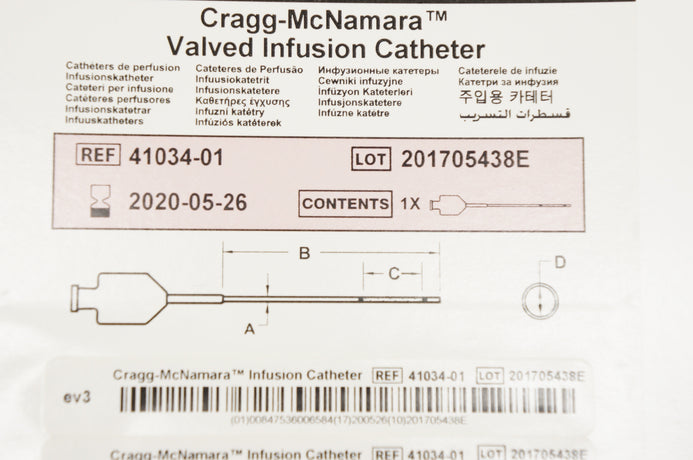 Cragg-McNamara™
Valved Infusion Catheter
Cathéters de perfusion
Infusionskatheter
Cateteri per infusione
Catéteres perfusores
Infusionskatetrar
Infuuskatheters
Cateteres de Perfusão
Infuusiokatetrit
Infusionskatetere
Καθετήρες έγχυσης
Infuzní katétry
Infúziós katéterek
Инфузионные катетеры
Cewniki infuzyjne
İnfüzyon Kateterleri
Infusjonskatetere
Infúzne katétre
Cateterele de infuzie
Катетри за инфузия
주입용 카테터
قسطرات التسريب
REF 41034-01
LOT 201705438E
2020-05-26
CONTENTS 1X
B
C
D
A
Cragg-McNamara™ Infusion Catheter REF 41034-01 LOT 201705438E
ev3
(01)00847536006584(17)200526(10)201705438E
Cragg-McNamara™ Infusion Catheter REF 41034-01 LOT 201705438E